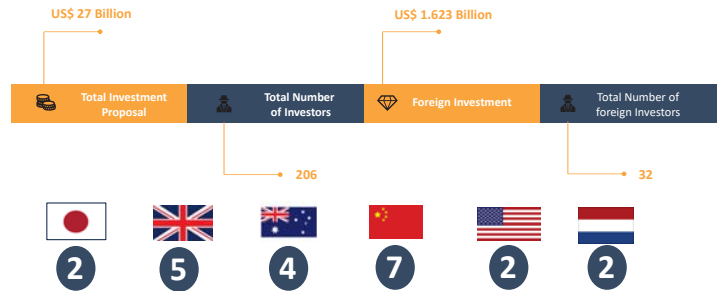 US$ 27 Billion
US$ 1.623 Billion
Total Investment
Proposal
Total Number
of Investors
Foreign Investment
Total Number of
foreign Investors
206
32
2
5
4
7
2
2